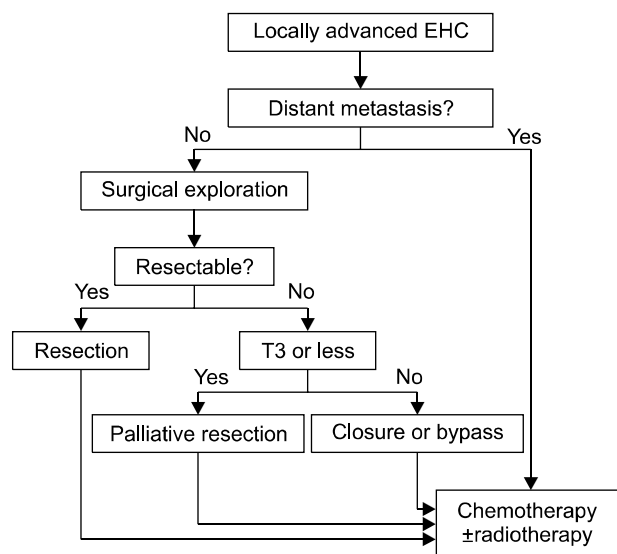 Locally advanced EHC
Distant metastasis?
No
Yes
Surgical exploration
Resectable?
Yes
No
Resection
T3 or less
Yes
No
Palliative resection
Closure or bypass
Chemotherapy
±radiotherapy